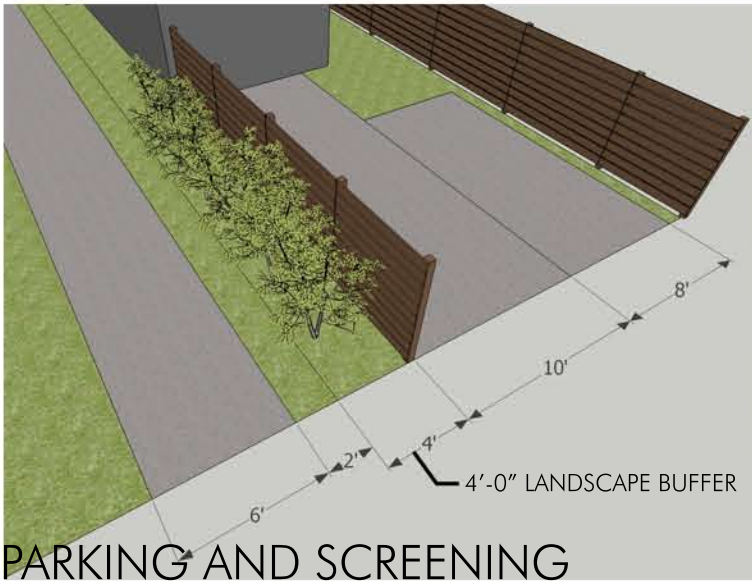 8'
10'
4'
2'
6'
4'-0" LANDSCAPE BUFFER
PARKING AND SCREENING